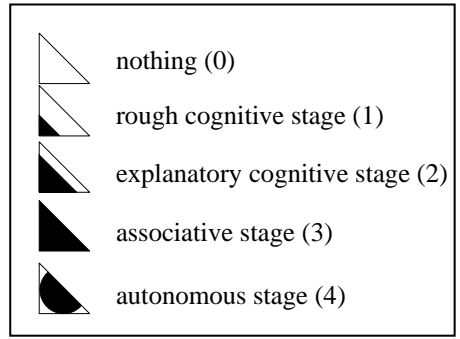 nothing (0)
rough cognitive stage (1)
explanatory cognitive stage (2)
associative stage (3)
autonomous stage (4)